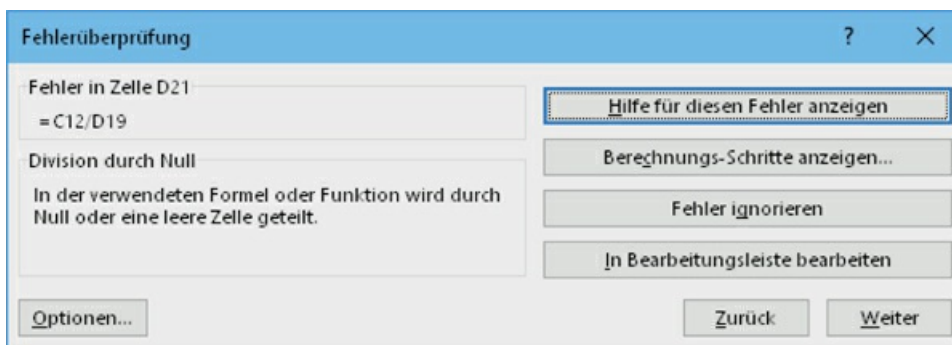 Fehlerüberprüfung ? ✕
Fehler in Zelle D21
=C12/D19
Division durch Null
In der verwendeten Formel oder Funktion wird durch
Null oder eine leere Zelle geteilt.
Hilfe für diesen Fehler anzeigen
Berechnungs-Schritte anzeigen...
Fehler ignorieren
In Bearbeitungsleiste bearbeiten
Optionen...
Zurück
Weiter